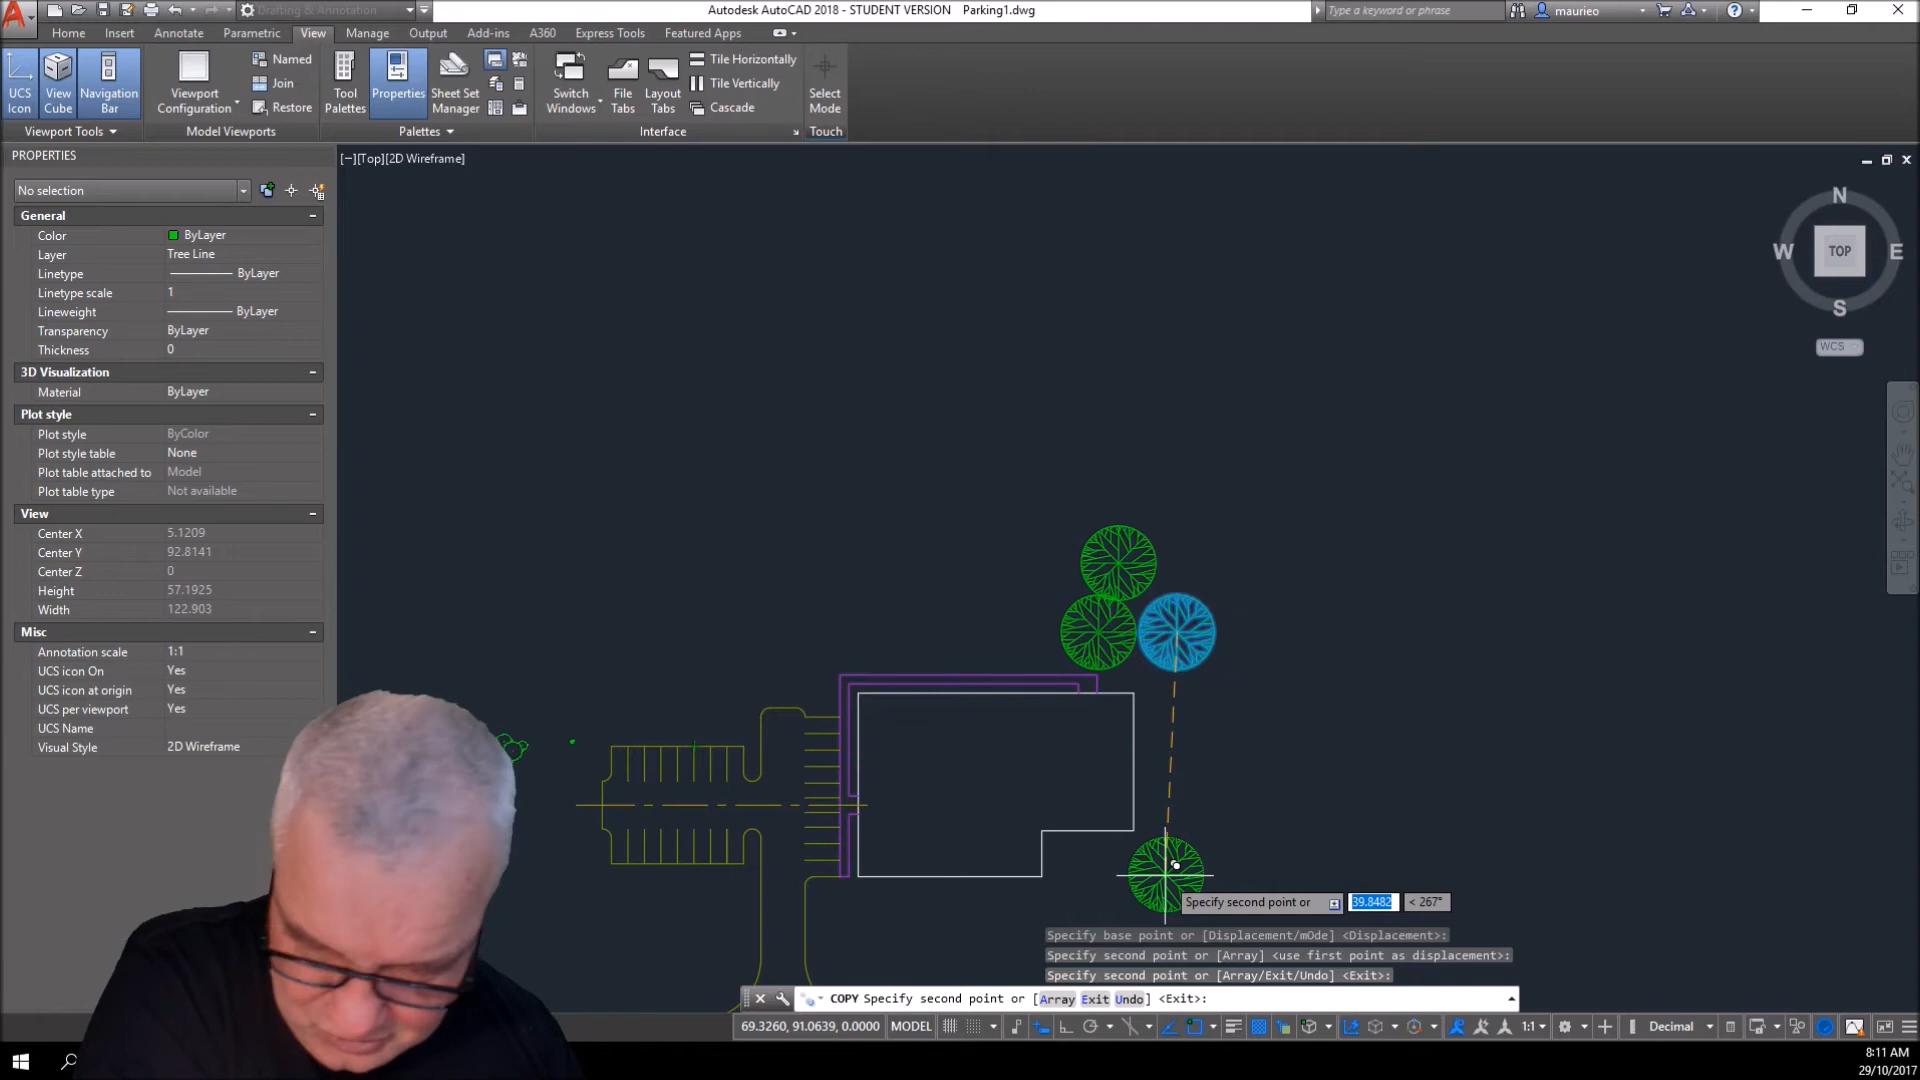 Drafting & Annotation
Autodesk AutoCAD 2018 - STUDENT VERSION Parking1.dwg
Type a keyword or phrase
maurieo
Home Insert Annotate Parametric View Manage Output Add-ins A360 Express Tools Featured Apps
UCS Icon
View Cube
Navigation Bar
Viewport Configuration
Named
Join
Restore
Tool Palettes
Properties
Sheet Set Manager
Switch Windows
File Tabs
Layout Tabs
Tile Horizontally
Tile Vertically
Cascade
Select Mode
Viewport Tools
Model Viewports
Palettes
Interface
Touch
PROPERTIES
[−][Top][2D Wireframe]
No selection
General
Color ByLayer
Layer Tree Line
Linetype ByLayer
Linetype scale 1
Lineweight ByLayer
Transparency ByLayer
Thickness 0
3D Visualization
Material ByLayer
Plot style
Plot style ByColor
Plot style table None
Plot table attached to Model
Plot table type Not available
View
Center X 5.1209
Center Y 92.8141
Center Z 0
Height 57.1925
Width 122.903
Misc
Annotation scale 1:1
UCS icon On Yes
UCS icon at origin Yes
UCS per viewport Yes
UCS Name
Visual Style 2D Wireframe
N
W TOP E
S
WCS
Specify second point or 39.8482 < 267°
Specify base point or [Displacement/mOde] <Displacement>:
Specify second point or [Array] <use first point as displacement>:
Specify second point or [Array/Exit/Undo] <Exit>:
COPY Specify second point or [Array Exit Undo] <Exit>:
69.3260, 91.0639, 0.0000 MODEL 1:1 Decimal
8:11 AM
29/10/2017